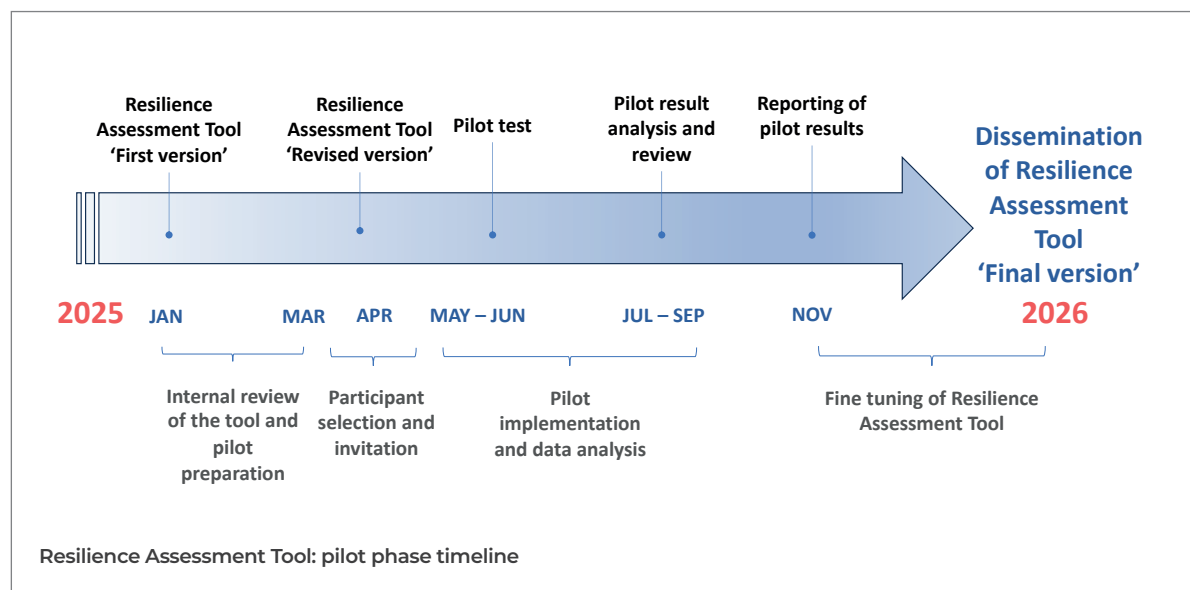 Resilience
Assessment Tool
‘First version’
Resilience
Assessment Tool
‘Revised version’
Pilot test
Pilot result
analysis and
review
Reporting of
pilot results
Dissemination
of Resilience
Assessment
Tool
‘Final version’
2025
JAN
MAR
APR
MAY – JUN
JUL – SEP
NOV
2026
Internal review
of the tool and
pilot
preparation
Participant
selection and
invitation
Pilot
implementation
and data analysis
Fine tuning of Resilience
Assessment Tool
Resilience Assessment Tool: pilot phase timeline